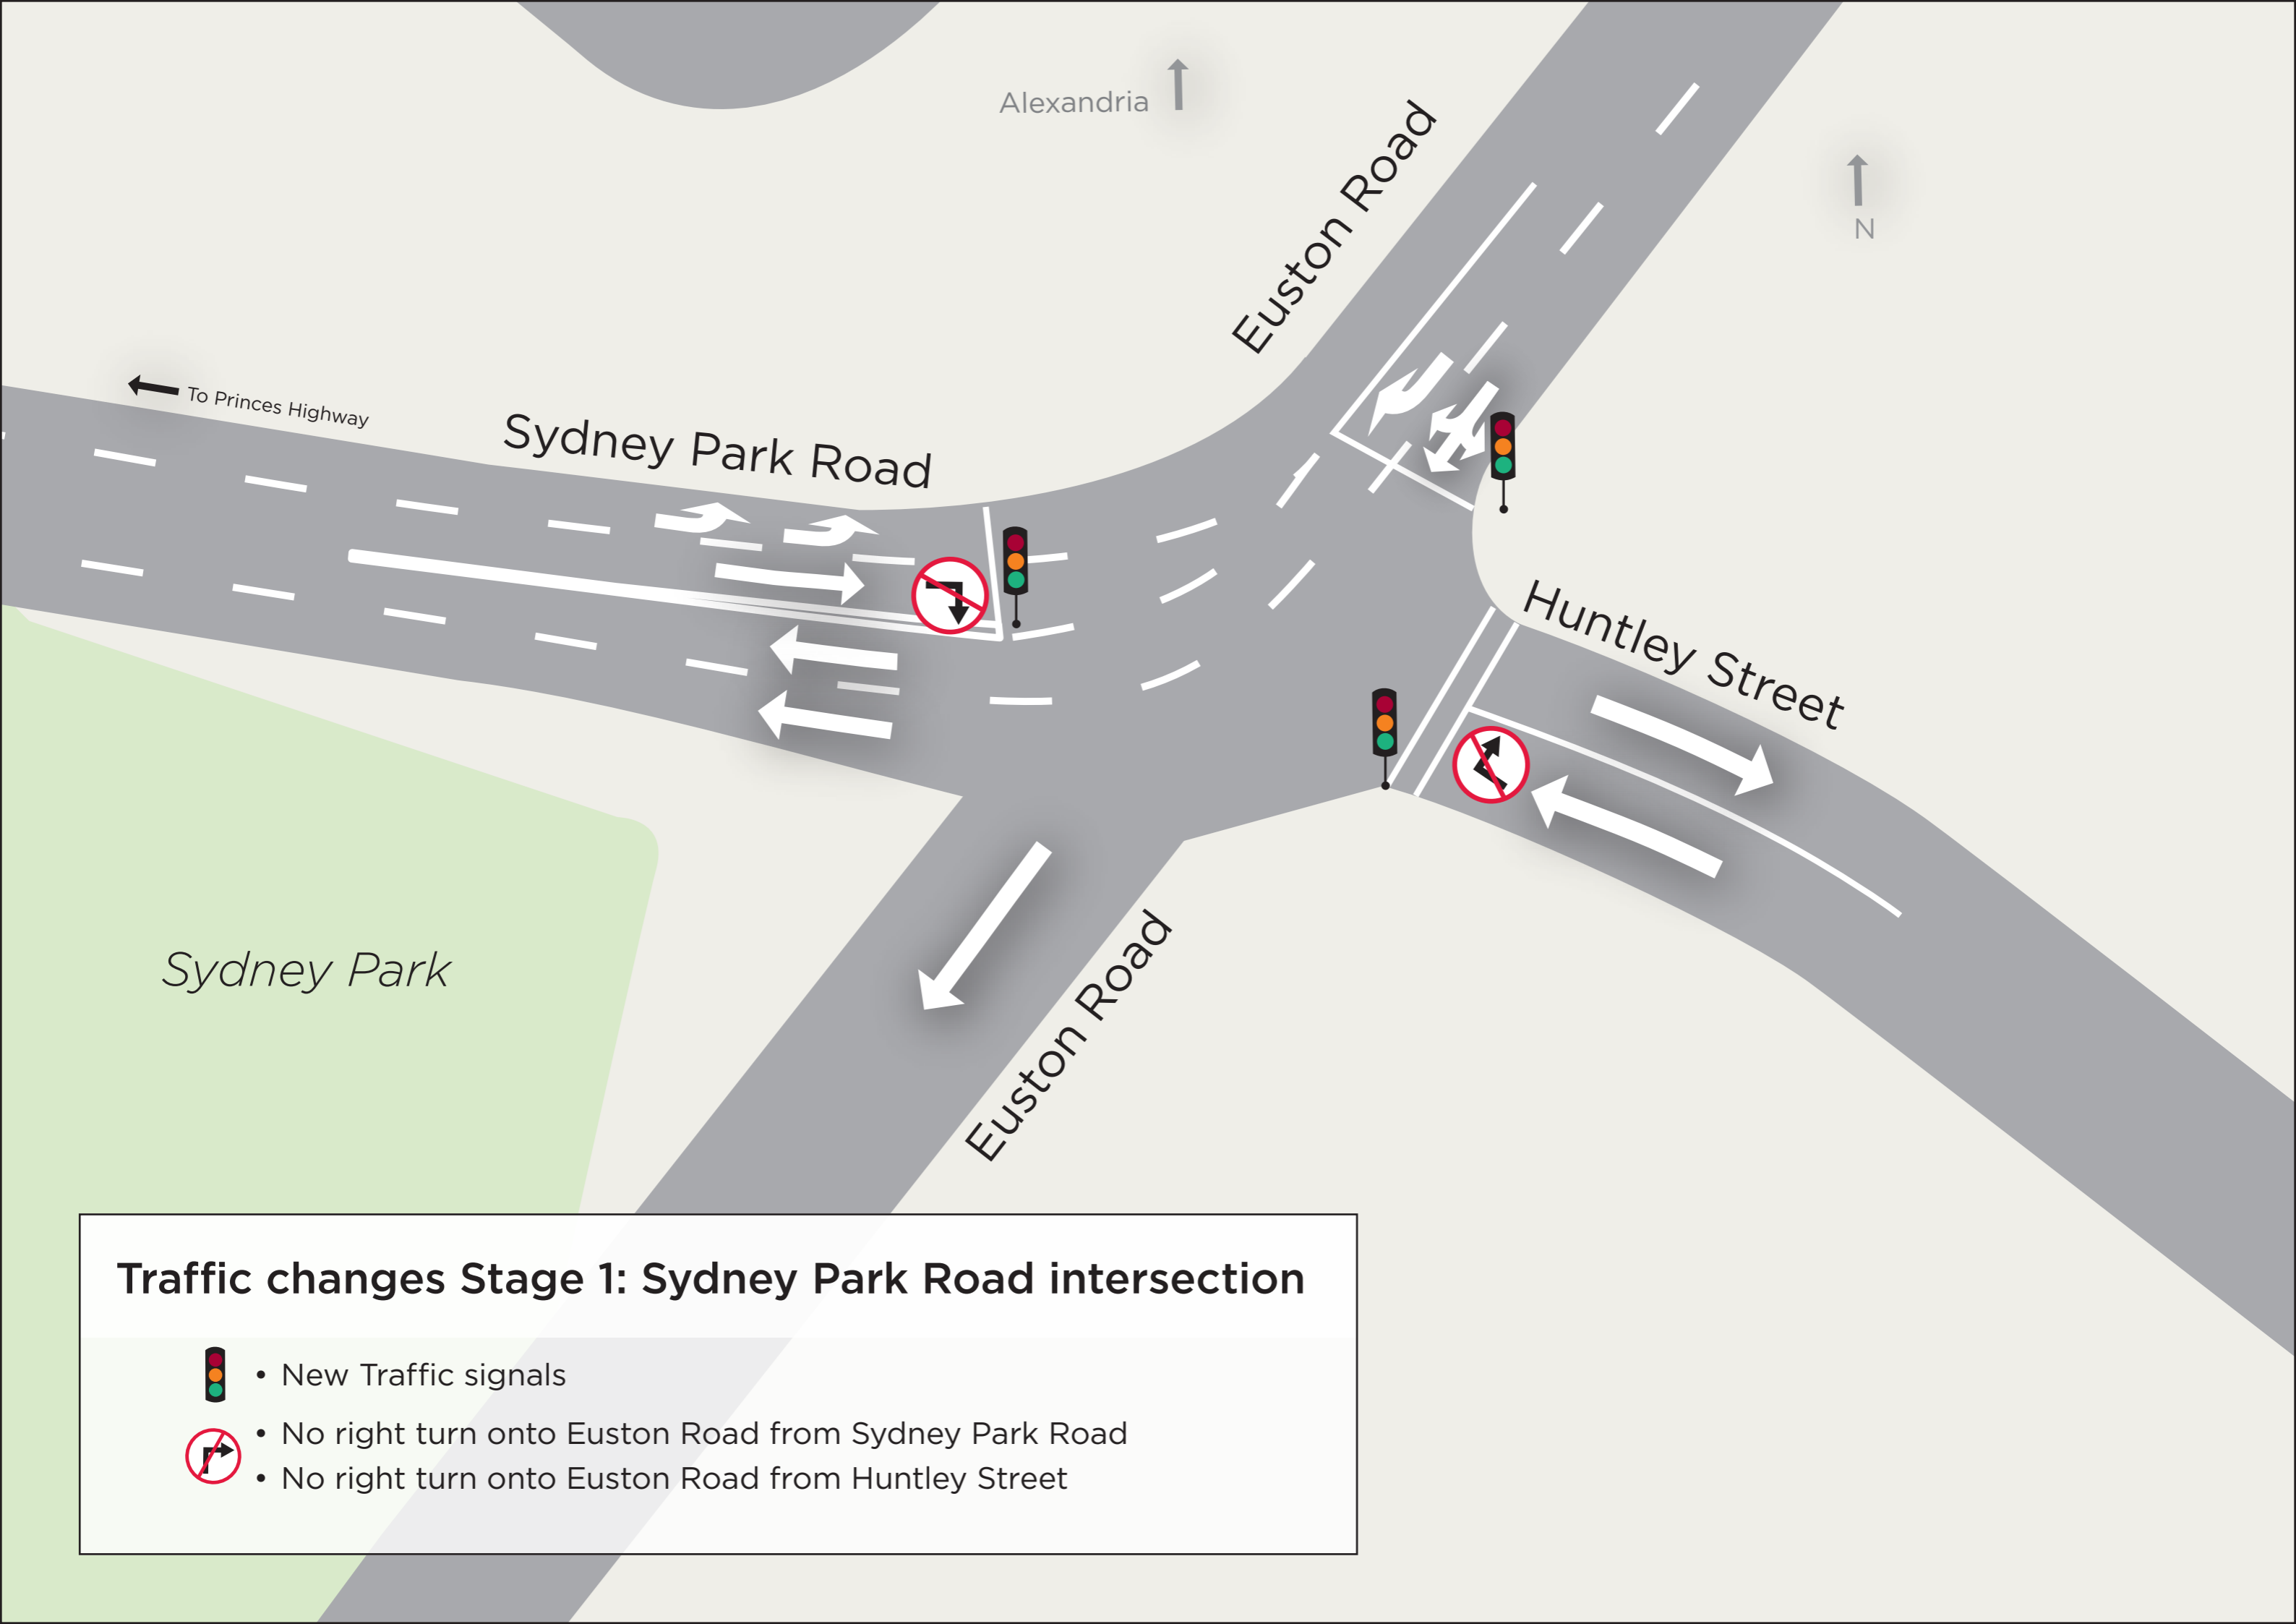 Alexandria
N
Euston Road
To Princes Highway
Sydney Park Road
Huntley Street
Sydney Park
Euston Road
Traffic changes Stage 1: Sydney Park Road intersection
• New Traffic signals
• No right turn onto Euston Road from Sydney Park Road
• No right turn onto Euston Road from Huntley Street